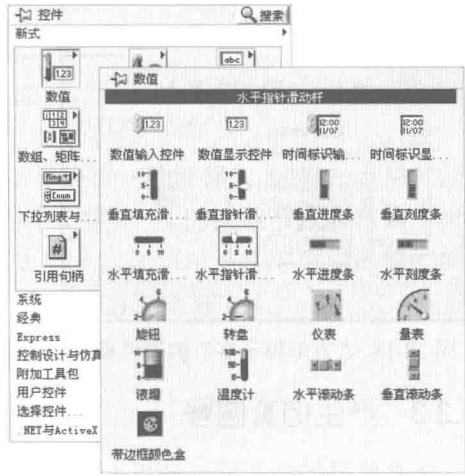 控件
搜索
新式
数值
数组、矩阵...
下拉列表与...
引用句柄
系统
经典
Express
控制设计与仿真
附加工具包
用户控件
选择控件...
.NET与ActiveX
数值
水平指针滑动杆
数值输入控件 数值显示控件 时间标识输... 时间标识显...
垂直填充滑... 垂直指针滑... 垂直进度条 垂直刻度条
水平填充滑... 水平指针滑... 水平进度条 水平刻度条
旋钮 转盘 仪表 量表
液罐 温度计 水平滚动条 垂直滚动条
带边框颜色盒